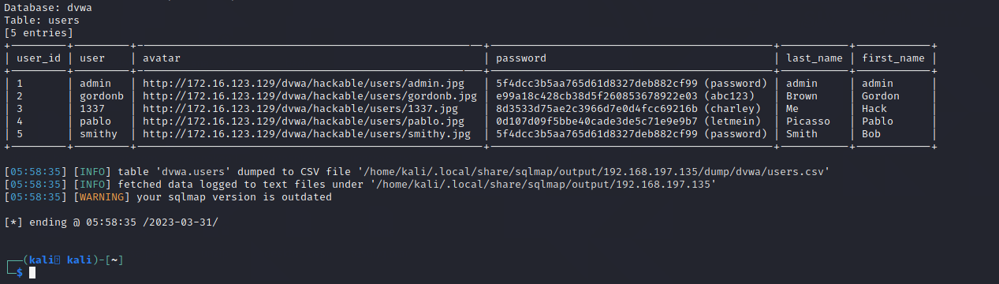 Database: dvwa
Table: users
[5 entries]
+---------+---------+------------------------------------------------------+---------------------------------------------+-----------+------------+
| user_id | user | avatar | password | last_name | first_name |
+---------+---------+------------------------------------------------------+---------------------------------------------+-----------+------------+
| 1 | admin | http://172.16.123.129/dvwa/hackable/users/admin.jpg | 5f4dcc3b5aa765d61d8327deb882cf99 (password) | admin | admin |
| 2 | gordonb | http://172.16.123.129/dvwa/hackable/users/gordonb.jpg | e99a18c428cb38d5f260853678922e03 (abc123) | Brown | Gordon |
| 3 | 1337 | http://172.16.123.129/dvwa/hackable/users/1337.jpg | 8d3533d75ae2c3966d7e0d4fcc69216b (charley) | Me | Hack |
| 4 | pablo | http://172.16.123.129/dvwa/hackable/users/pablo.jpg | 0d107d09f5bbe40cade3de5c71e9e9b7 (letmein) | Picasso | Pablo |
| 5 | smithy | http://172.16.123.129/dvwa/hackable/users/smithy.jpg | 5f4dcc3b5aa765d61d8327deb882cf99 (password) | Smith | Bob |
+---------+---------+------------------------------------------------------+---------------------------------------------+-----------+------------+
[05:58:35] [INFO] table 'dvwa.users' dumped to CSV file '/home/kali/.local/share/sqlmap/output/192.168.197.135/dump/dvwa/users.csv'
[05:58:35] [INFO] fetched data logged to text files under '/home/kali/.local/share/sqlmap/output/192.168.197.135'
[05:58:35] [WARNING] your sqlmap version is outdated
[*] ending @ 05:58:35 /2023-03-31/
┌──(kali㉿ kali)-[~]
└─$